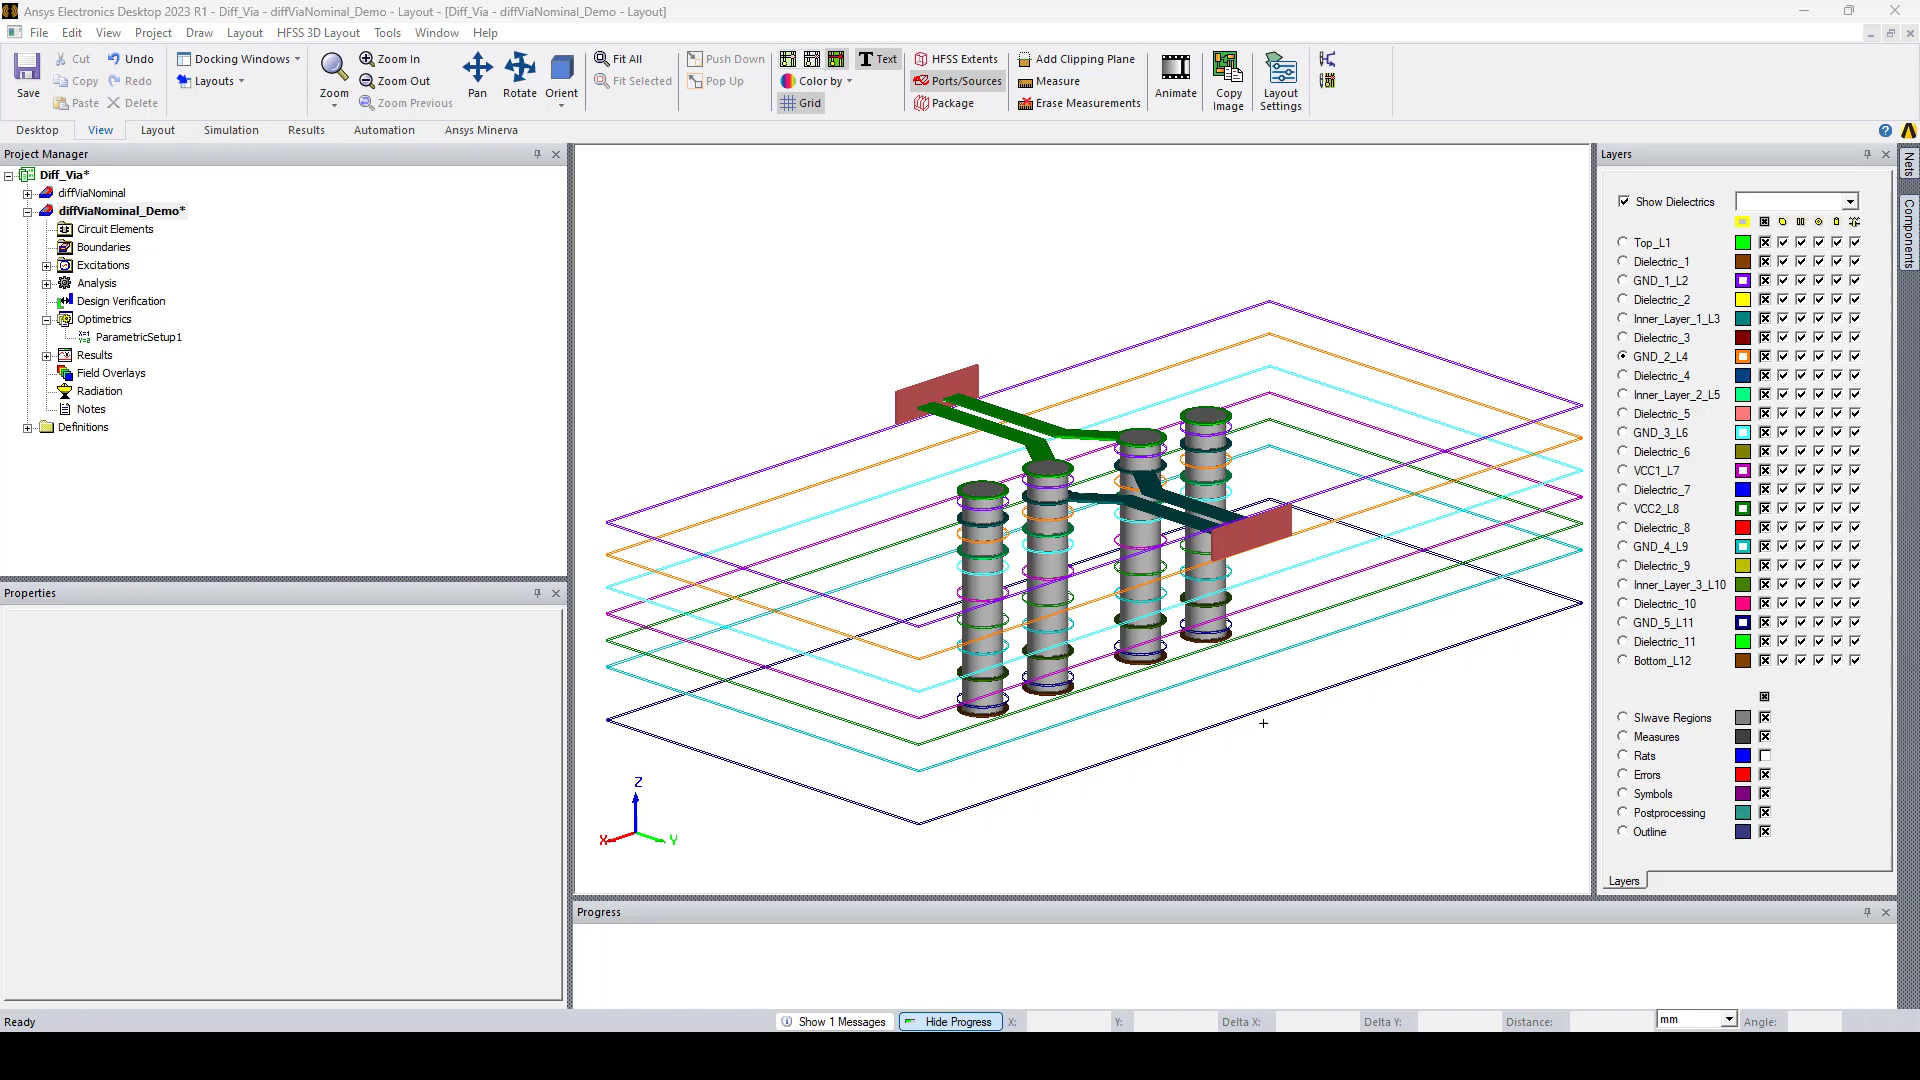 Ansys Electronics Desktop 2023 R1 - Diff_Via - diffViaNominal_Demo - Layout - [Diff_Via - diffViaNominal_Demo - Layout]
File Edit View Project Draw Layout HFSS 3D Layout Tools Window Help
Save
Cut
Copy
Paste
Undo
Redo
Delete
Docking Windows
Layouts
Zoom
Zoom In
Zoom Out
Zoom Previous
Pan
Rotate
Orient
Fit All
Fit Selected
Push Down
Pop Up
Color by
Grid
Text
HFSS Extents
Ports/Sources
Package
Add Clipping Plane
Measure
Erase Measurements
Animate
Copy Image
Layout Settings
Desktop View Layout Simulation Results Automation Ansys Minerva
Project Manager
Diff_Via*
diffViaNominal
diffViaNominal_Demo*
Circuit Elements
Boundaries
Excitations
Analysis
Design Verification
Optimetrics
ParametricSetup1
Results
Field Overlays
Radiation
Notes
Definitions
Properties
Z
X
Y
Layers
Show Dielectrics
Top_L1
Dielectric_1
GND_1_L2
Dielectric_2
Inner_Layer_1_L3
Dielectric_3
GND_2_L4
Dielectric_4
Inner_Layer_2_L5
Dielectric_5
GND_3_L6
Dielectric_6
VCC1_L7
Dielectric_7
VCC2_L8
Dielectric_8
GND_4_L9
Dielectric_9
Inner_Layer_3_L10
Dielectric_10
GND_5_L11
Dielectric_11
Bottom_L12
SIwave Regions
Measures
Rats
Errors
Symbols
Postprocessing
Outline
Layers
Nets
Components
Progress
Ready
Show 1 Messages
Hide Progress
X:
Y:
Delta X:
Delta Y:
Distance:
mm
Angle: